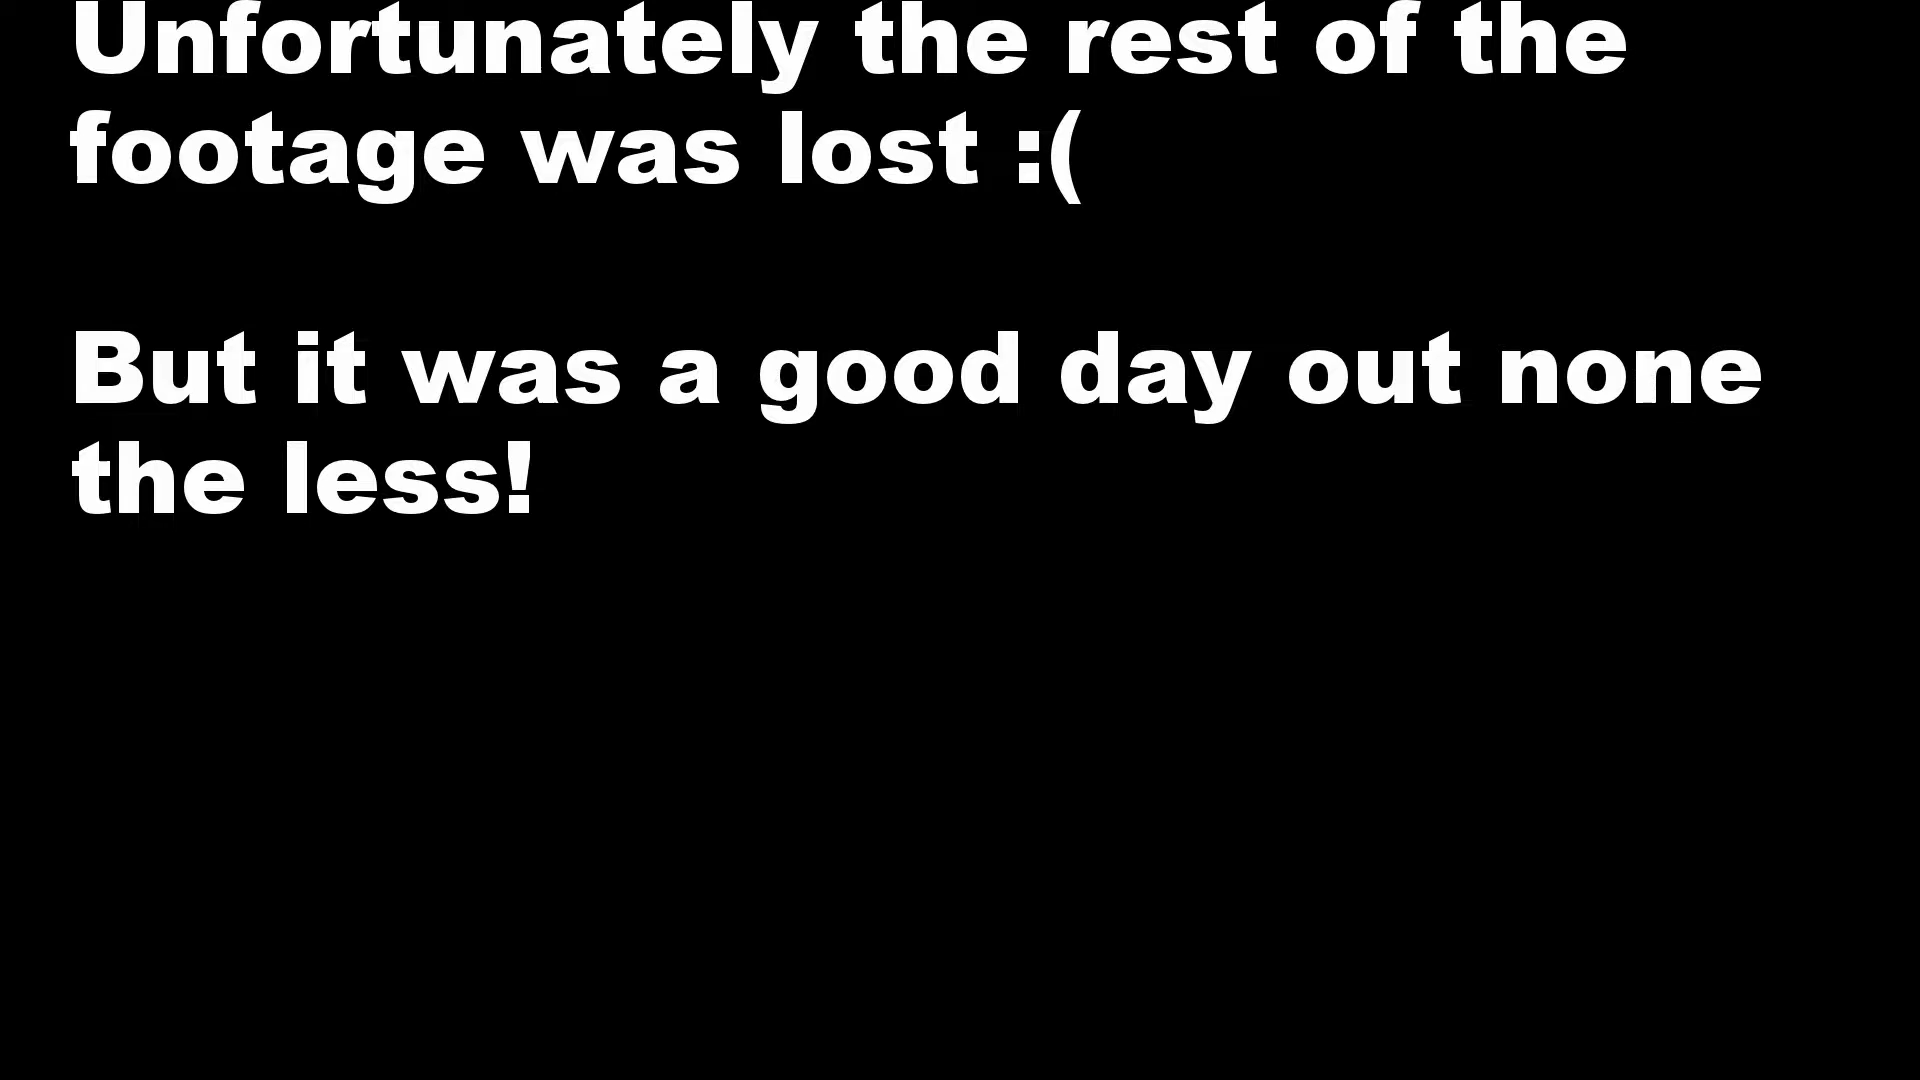 Unfortunately the rest of the
footage was lost :(
But it was a good day out none
the less!